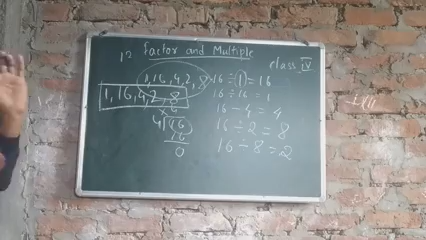 12 Factor and Multiple
class IV
1,16,4,2,8
1,16,4,2 8
4)16
16
0
16 ÷ (1) = 16
16 ÷ 16 = 1
16 ÷ 4 = 4
16 ÷ 2 = 8
16 ÷ 8 = 2